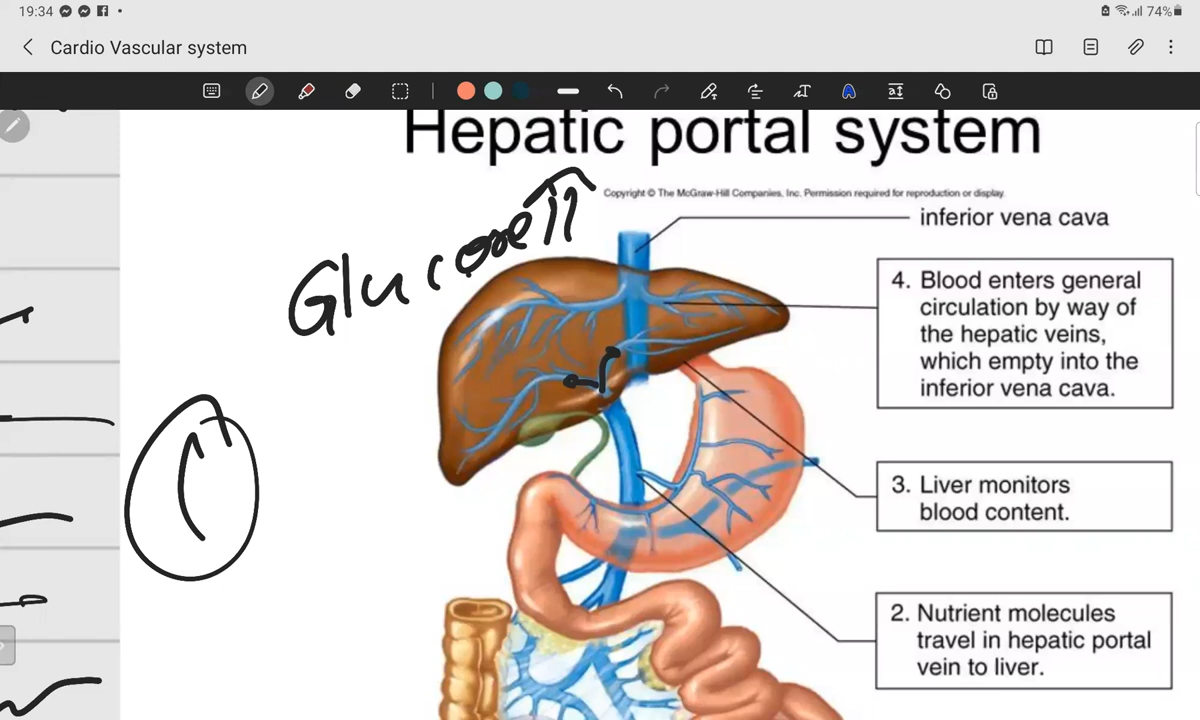 19:34
74%
Cardio Vascular system
Hepatic portal system
Copyright © The McGraw-Hill Companies, Inc. Permission required for reproduction or display.
Glucose
inferior vena cava
4. Blood enters general
circulation by way of
the hepatic veins,
which empty into the
inferior vena cava.
3. Liver monitors
blood content.
2. Nutrient molecules
travel in hepatic portal
vein to liver.